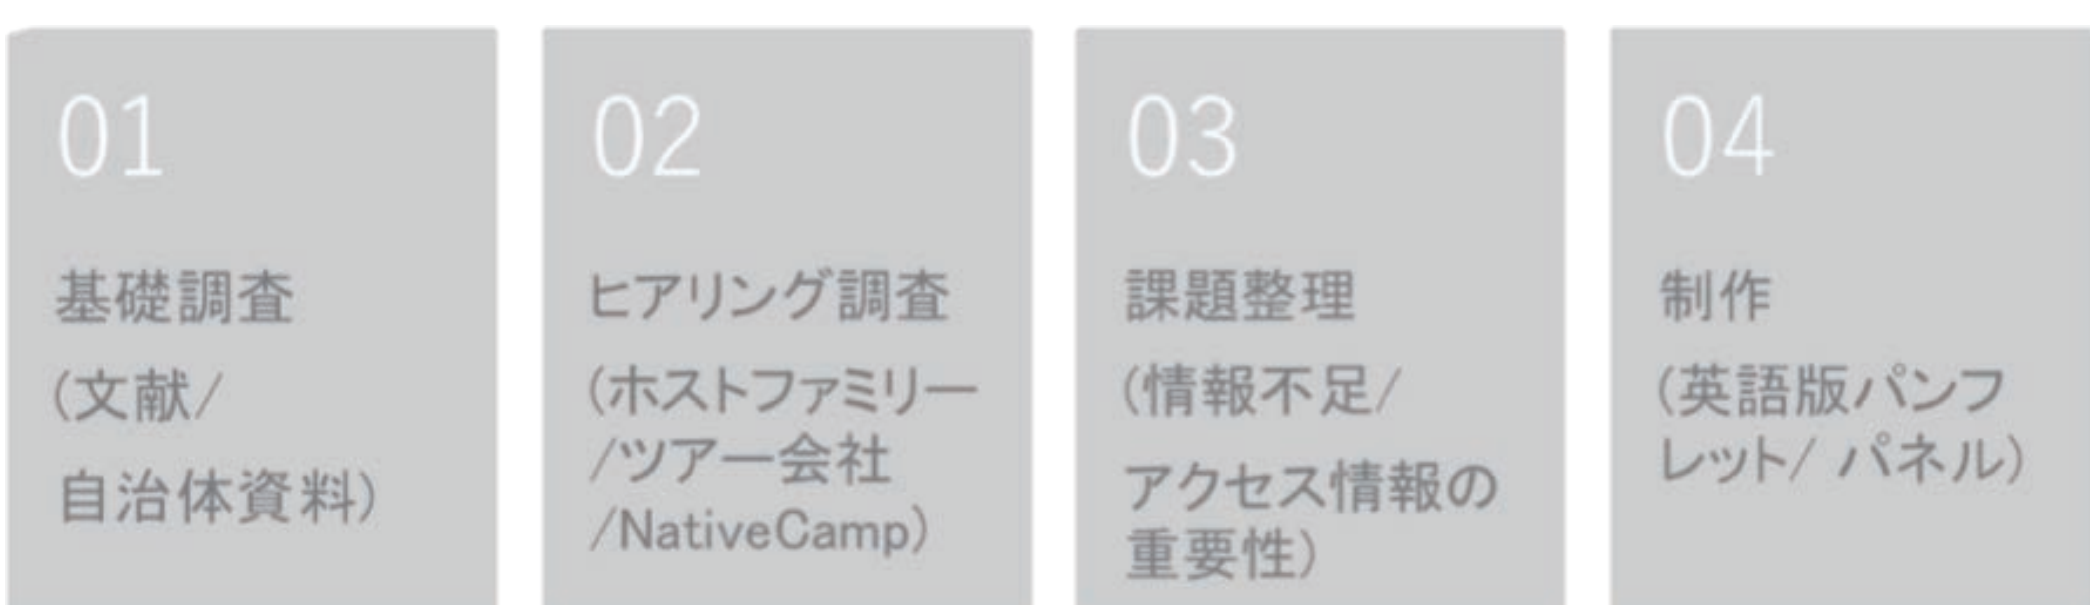 01
基礎調査
(文献/
自治体資料)
02
ヒアリング調査
(ホストファミリー
/ツアー会社
/NativeCamp)
03
課題整理
(情報不足/
アクセス情報の
重要性)
04
制作
(英語版パンフ
レット/ パネル)